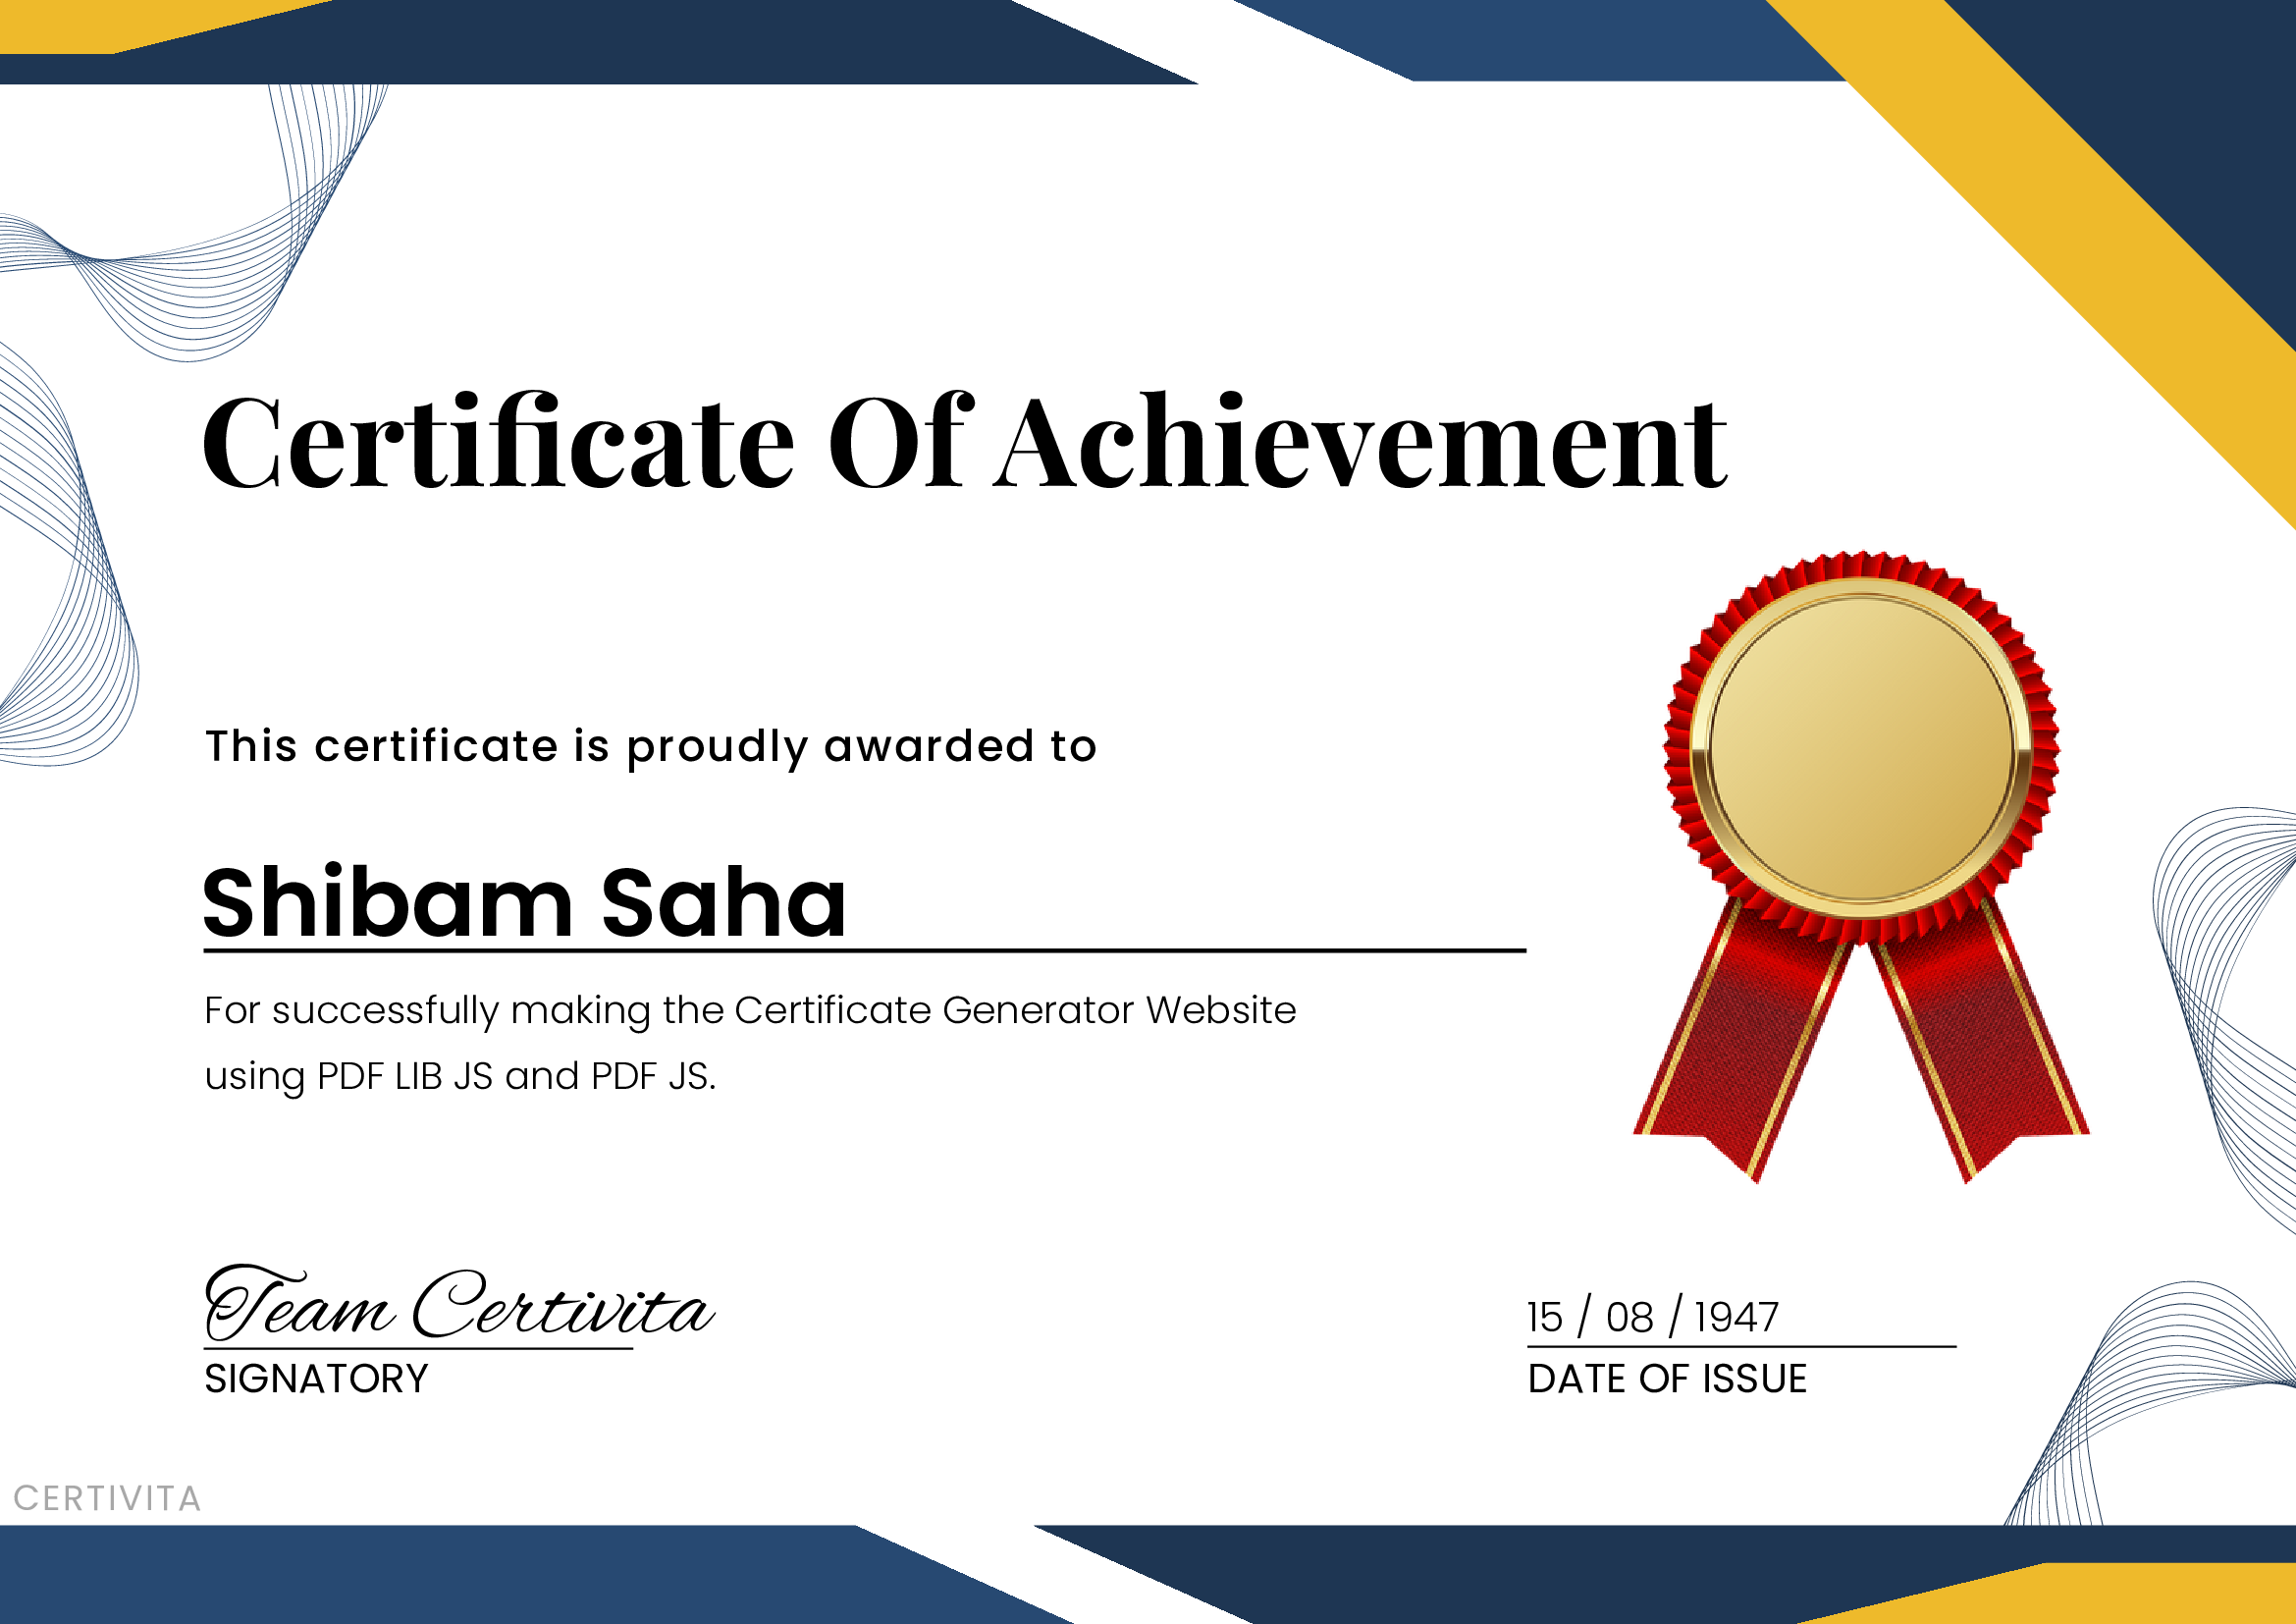 Certificate Of Achievement
This certificate is proudly awarded to
Shibam Saha
For successfully making the Certificate Generator Website
using PDF LIB JS and PDF JS.
Team Certivita
SIGNATORY
15 / 08 / 1947
DATE OF ISSUE
CERTIVITA